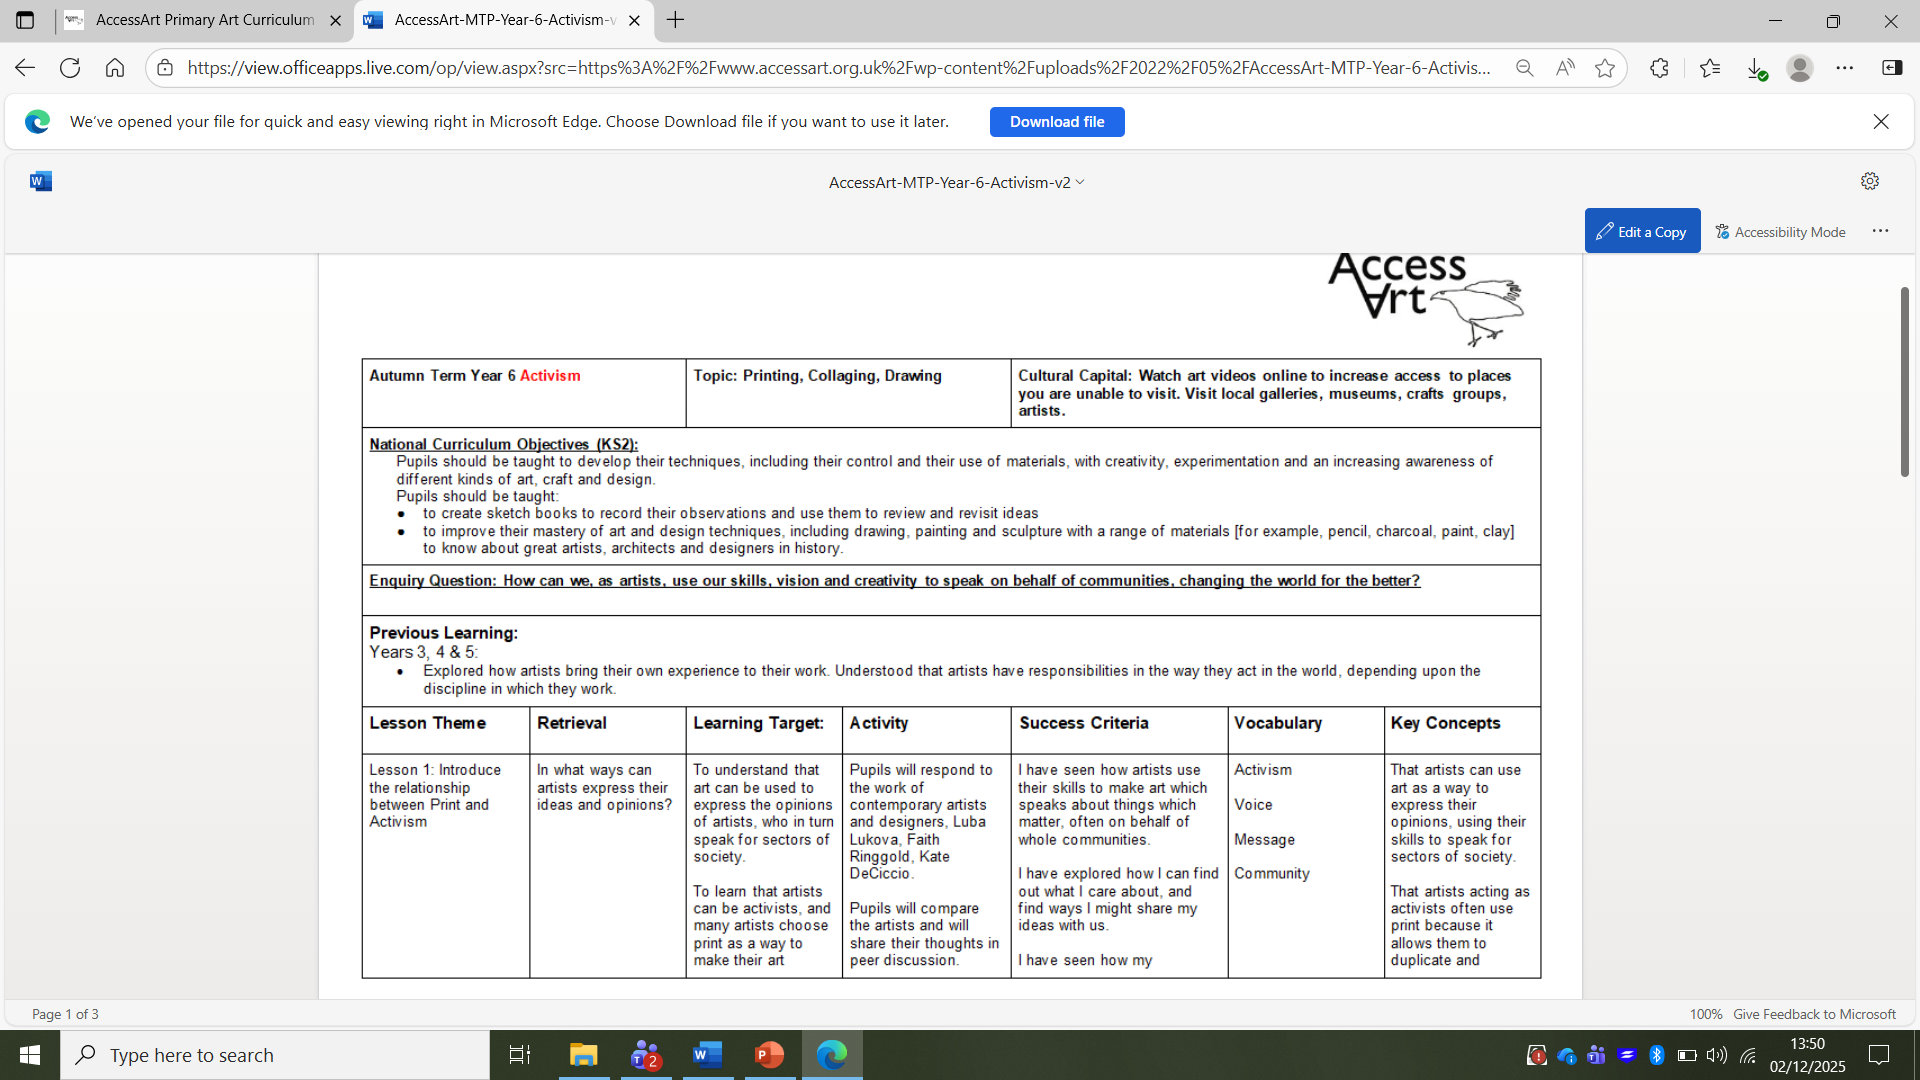 AccessArt Primary Art Curriculum
AccessArt-MTP-Year-6-Activism-v
https://view.officeapps.live.com/op/view.aspx?src=https%3A%2F%2Fwww.accessart.org.uk%2Fwp-content%2Fuploads%2F2022%2F05%2FAccessArt-MTP-Year-6-Activis...
We've opened your file for quick and easy viewing right in Microsoft Edge. Choose Download file if you want to use it later.
Download file
AccessArt-MTP-Year-6-Activism-v2
Edit a Copy
Accessibility Mode
Access
Art
Autumn Term Year 6 Activism
Topic: Printing, Collaging, Drawing
Cultural Capital: Watch art videos online to increase access to places
you are unable to visit. Visit local galleries, museums, crafts groups,
artists.
National Curriculum Objectives (KS2):
Pupils should be taught to develop their techniques, including their control and their use of materials, with creativity, experimentation and an increasing awareness of
different kinds of art, craft and design.
Pupils should be taught:
• to create sketch books to record their observations and use them to review and revisit ideas
• to improve their mastery of art and design techniques, including drawing, painting and sculpture with a range of materials [for example, pencil, charcoal, paint, clay]
to know about great artists, architects and designers in history.
Enquiry Question: How can we, as artists, use our skills, vision and creativity to speak on behalf of communities, changing the world for the better?
Previous Learning:
Years 3, 4 & 5:
• Explored how artists bring their own experience to their work. Understood that artists have responsibilities in the way they act in the world, depending upon the
discipline in which they work.
Lesson Theme
Retrieval
Learning Target:
Activity
Success Criteria
Vocabulary
Key Concepts
Lesson 1: Introduce
the relationship
between Print and
Activism
In what ways can
artists express their
ideas and opinions?
To understand that
art can be used to
express the opinions
of artists, who in turn
speak for sectors of
society.
To learn that artists
can be activists, and
many artists choose
print as a way to
make their art
Pupils will respond to
the work of
contemporary artists
and designers, Luba
Lukova, Faith
Ringgold, Kate
DeCiccio.
Pupils will compare
the artists and will
share their thoughts in
peer discussion.
I have seen how artists use
their skills to make art which
speaks about things which
matter, often on behalf of
whole communities.
I have explored how I can find
out what I care about, and
find ways I might share my
ideas with us.
I have seen how my
Activism
Voice
Message
Community
That artists can use
art as a way to
express their
opinions, using their
skills to speak for
sectors of society.
That artists acting as
activists often use
print because it
allows them to
duplicate and
Page 1 of 3
100%
Give Feedback to Microsoft
Type here to search
2
13:50
02/12/2025